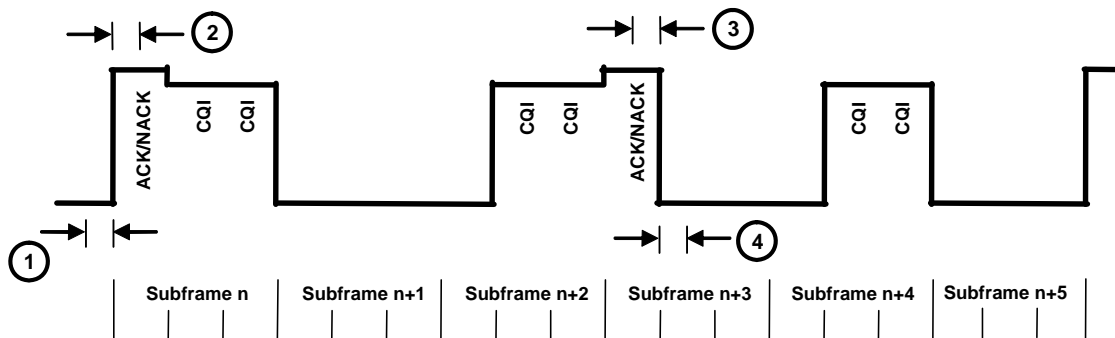 2
3
ACK/NACK
CQI
CQI
CQI
CQI
ACK/NACK
CQI
CQI
1
4
Subframe n
Subframe n+1
Subframe n+2
Subframe n+3
Subframe n+4
Subframe n+5